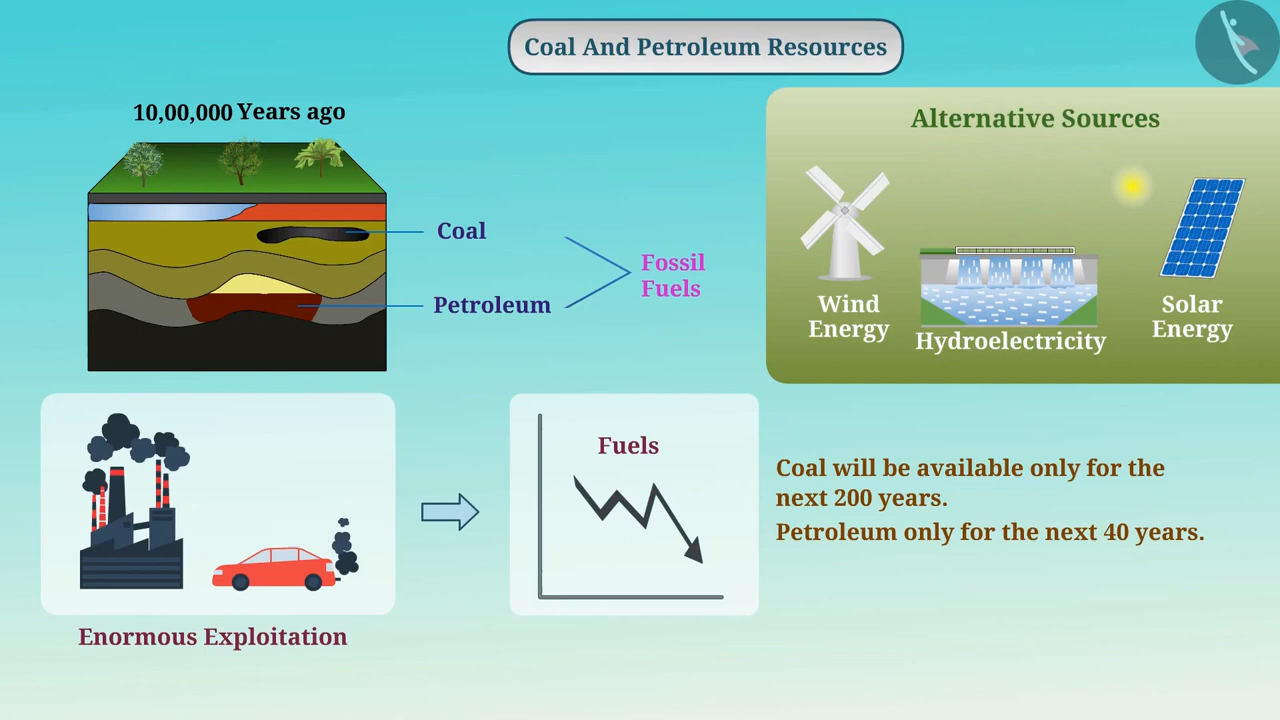 Coal And Petroleum Resources
10,00,000 Years ago
Coal
Petroleum
Fossil
Fuels
Alternative Sources
Wind
Energy
Hydroelectricity
Solar
Energy
Enormous Exploitation
Fuels
Coal will be available only for the
next 200 years.
Petroleum only for the next 40 years.